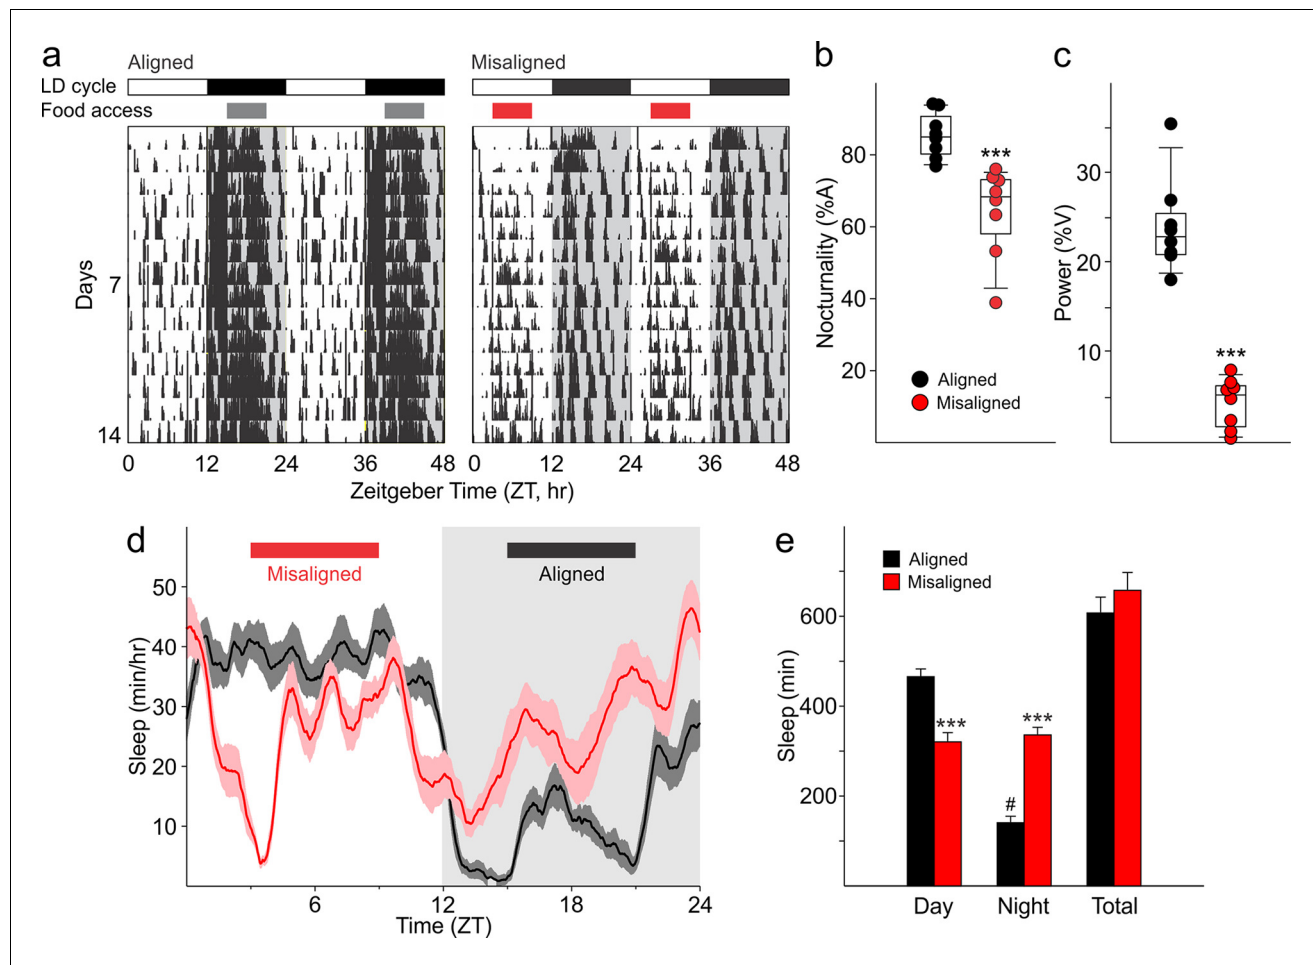 a
Aligned
Misaligned
LD cycle
Food access
Days
7
14
0 12 24 36 48
0 12 24 36 48
Zeitgeber Time (ZT, hr)
b
Nocturnality (%A)
80
60
40
20
***
Aligned
Misaligned
c
Power (%V)
30
20
10
***
d
Sleep (min/hr)
50
40
30
20
10
Misaligned
Aligned
6 12 18 24
Time (ZT)
e
Sleep (min)
600
400
200
Aligned
Misaligned
***
#
***
Day Night Total